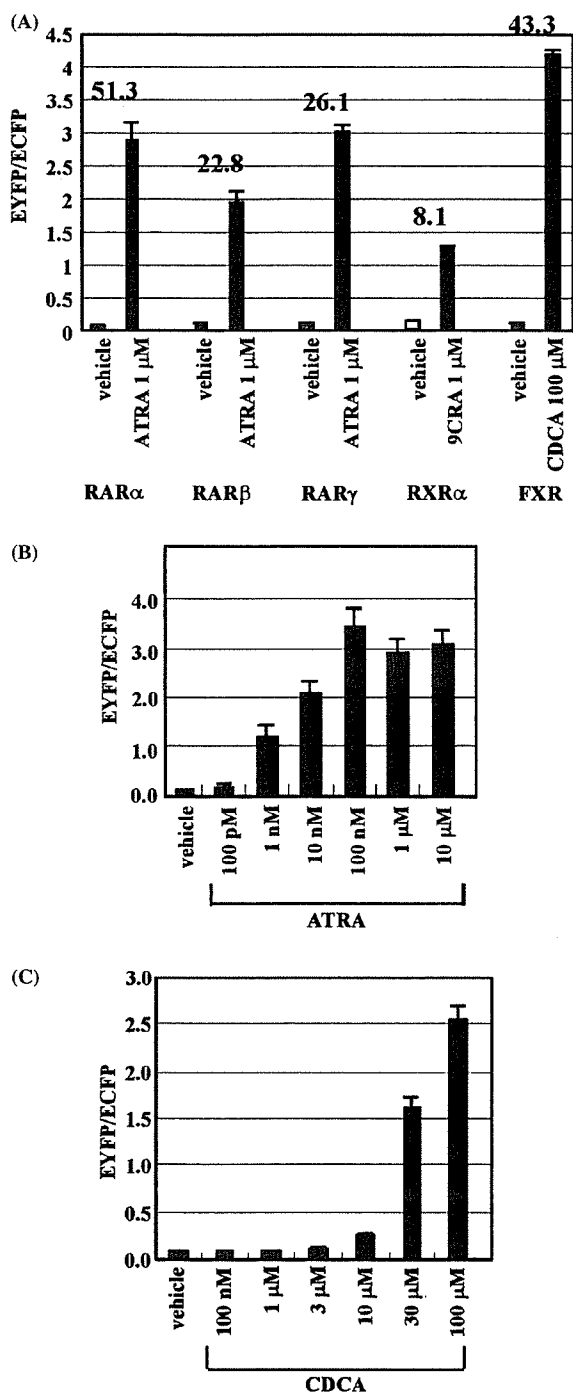 (A)
EYFP/ECFP
4.5
4
3.5
3
2.5
2
1.5
1
0.5
0
51.3
22.8
26.1
8.1
43.3
vehicle
ATRA 1 μM
vehicle
ATRA 1 μM
vehicle
ATRA 1 μM
vehicle
9CRA 1 μM
vehicle
CDCA 100 μM
RARα
RARβ
RARγ
RXRα
FXR
(B)
EYFP/ECFP
4.0
3.0
2.0
1.0
0.0
vehicle
100 pM
1 nM
10 nM
100 nM
1 μM
10 μM
ATRA
(C)
EYFP/ECFP
3.0
2.5
2.0
1.5
1.0
0.5
0.0
vehicle
100 nM
1 μM
3 μM
10 μM
30 μM
100 μM
CDCA